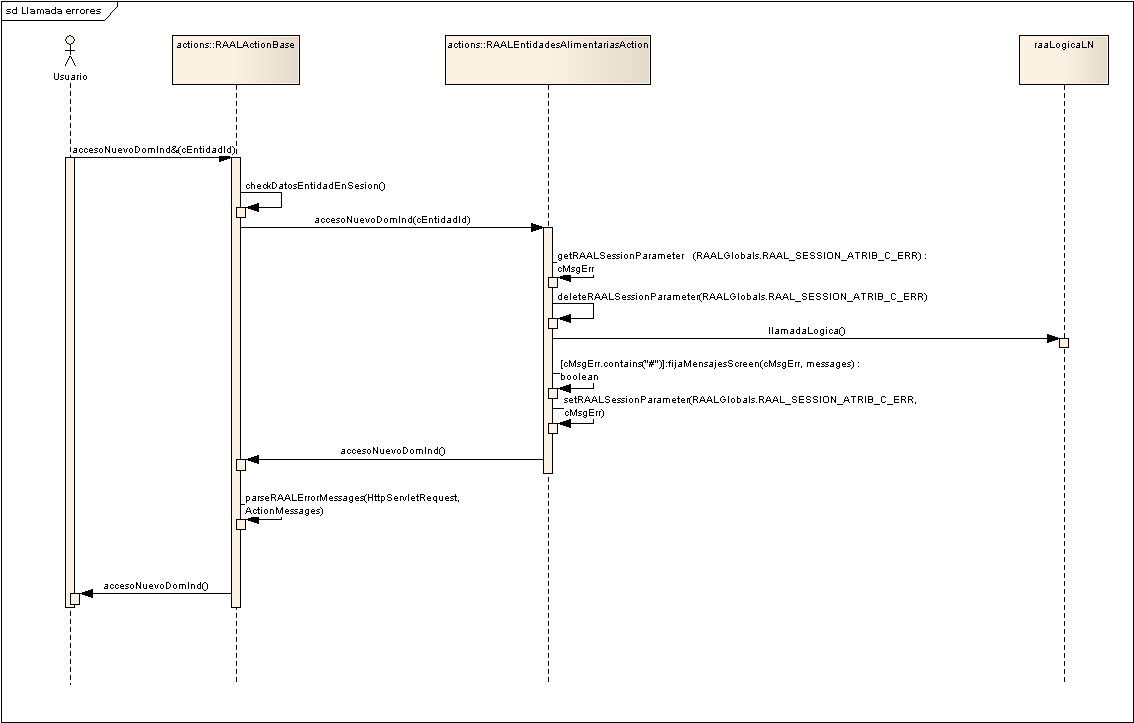 sd Llamada errores
Usuario
actions::RAALActionBase
actions::RAALEntidadesAlimentariasAction
raaLogicaLN
accesoNuevoDomInd&(cEntidadId)
checkDatosEntidadEnSesion()
accesoNuevoDomInd(cEntidadId)
getRAALSessionParameter (RAALGlobals.RAAL_SESSION_ATRIB_C_ERR) :
cMsgErr
deleteRAALSessionParameter(RAALGlobals.RAAL_SESSION_ATRIB_C_ERR)
llamadaLogica()
[cMsgErr.contains("#")]:fijaMensajesScreen(cMsgErr, messages) :
boolean
setRAALSessionParameter(RAALGlobals.RAAL_SESSION_ATRIB_C_ERR,
cMsgErr)
accesoNuevoDomInd()
parseRAALErrorMessages(HttpServletRequest,
ActionMessages)
accesoNuevoDomInd()